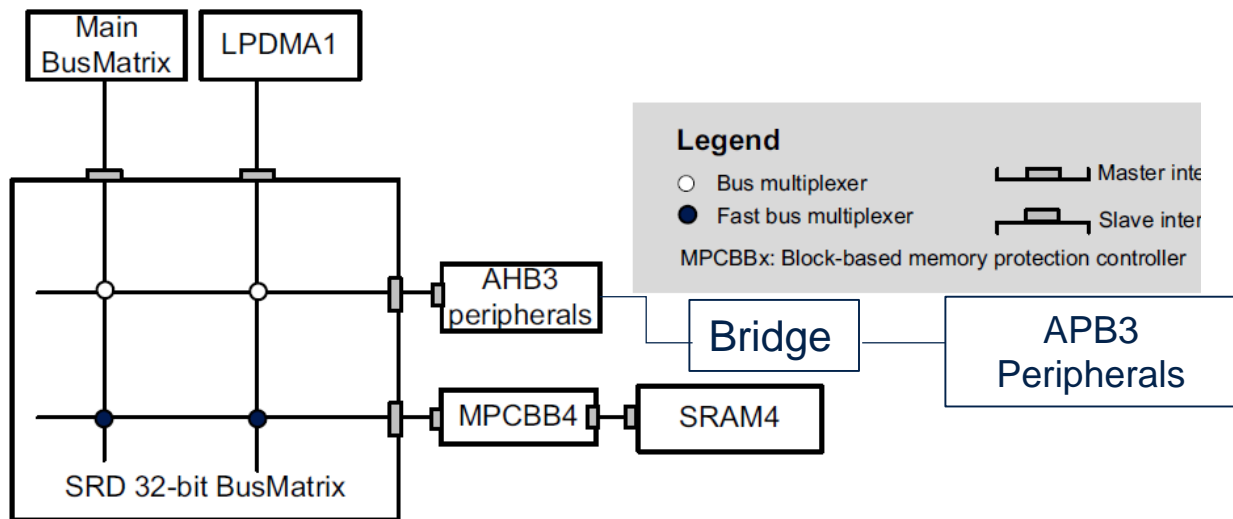 Main
BusMatrix
LPDMA1
Legend
Bus multiplexer
Master inte
Fast bus multiplexer
Slave inter
MPCBBx: Block-based memory protection controller
AHB3
peripherals
Bridge
APB3
Peripherals
MPCBB4
SRAM4
SRD 32-bit BusMatrix